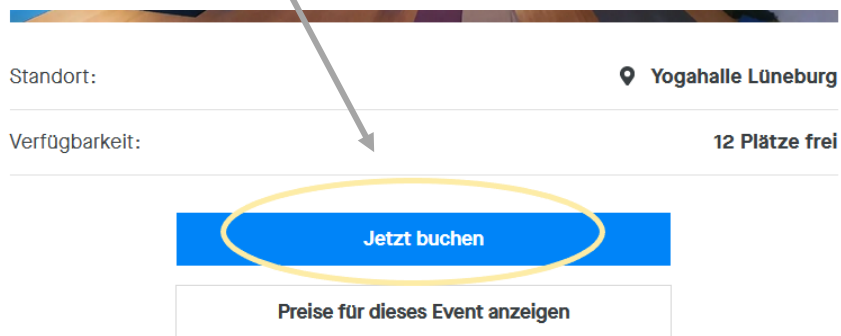 Standort: Yogahalle Lüneburg
Verfügbarkeit: 12 Plätze frei
Jetzt buchen
Preise für dieses Event anzeigen